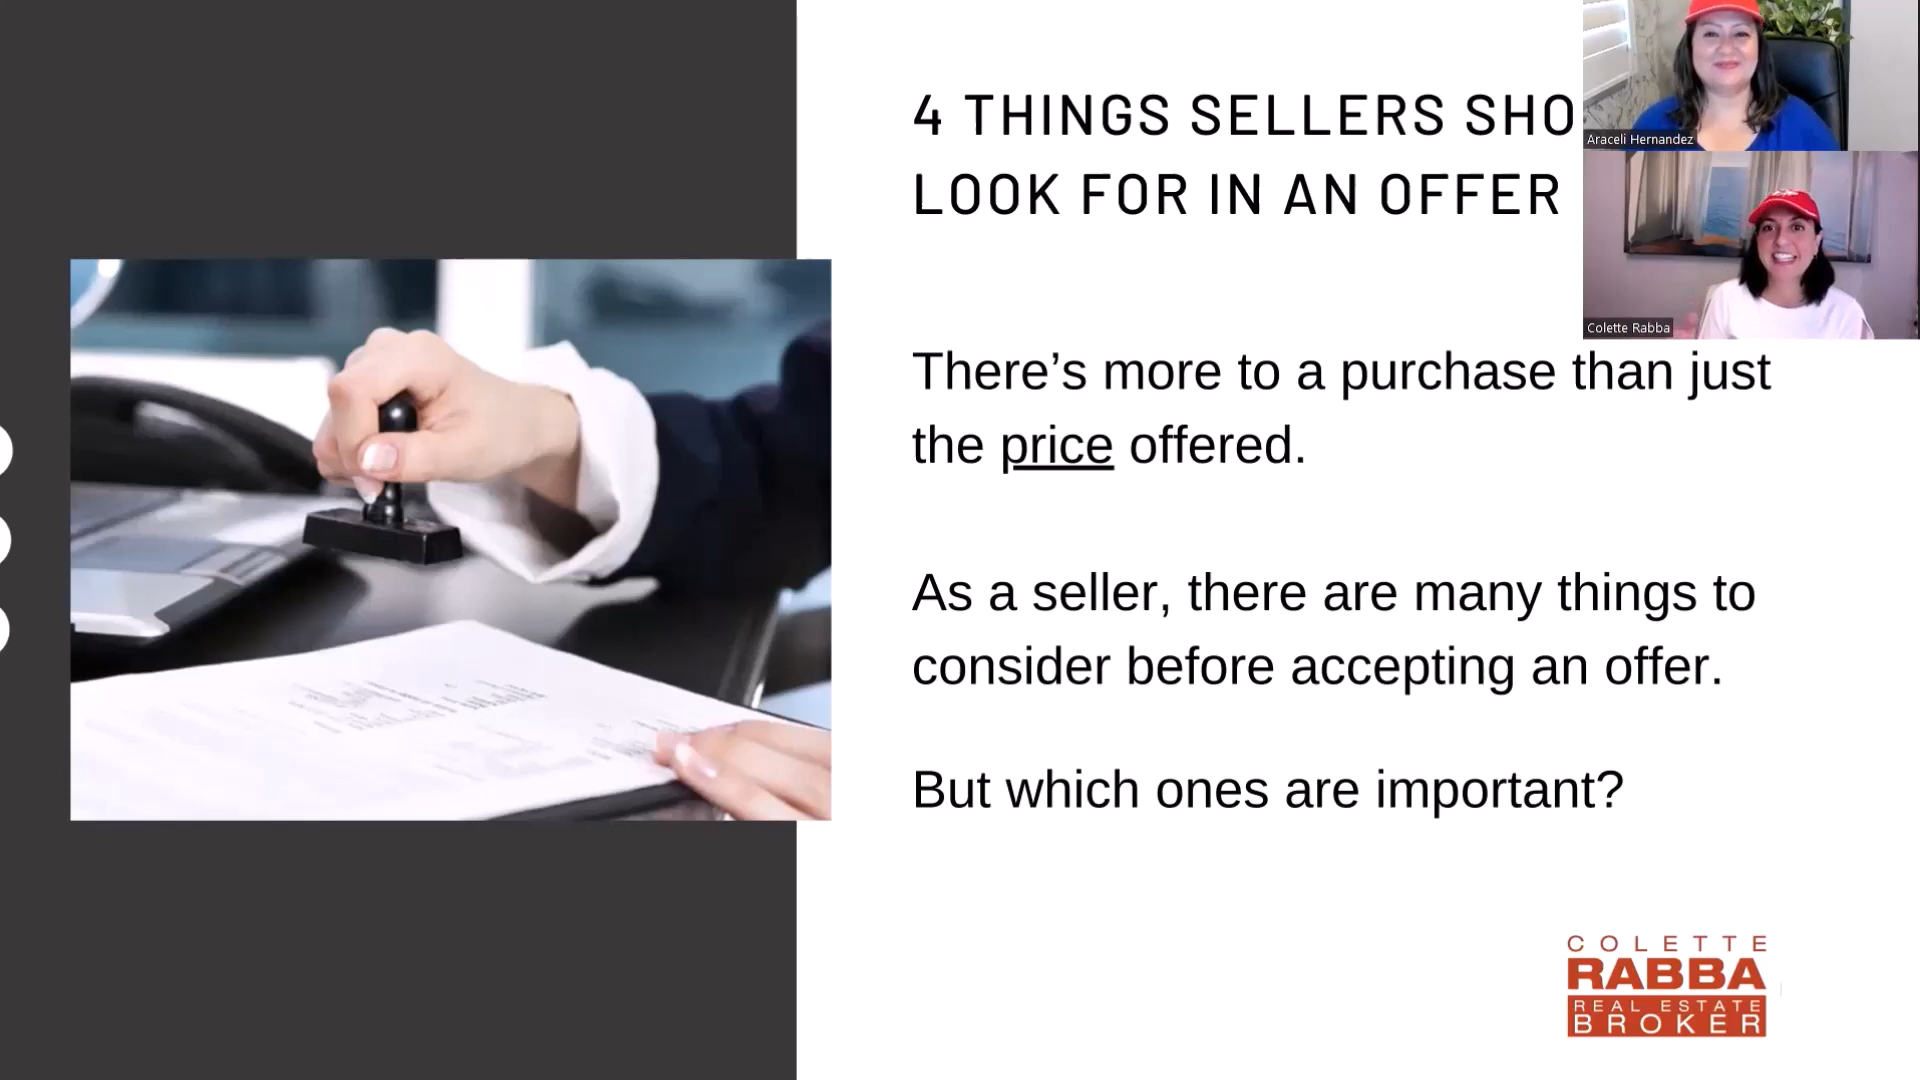 4 THINGS SELLERS SHO
LOOK FOR IN AN OFFER
Araceli Hernandez
Colette Rabba
There’s more to a purchase than just
the price offered.
As a seller, there are many things to
consider before accepting an offer.
But which ones are important?
COLETTE
RABBA
REAL ESTATE
BROKER